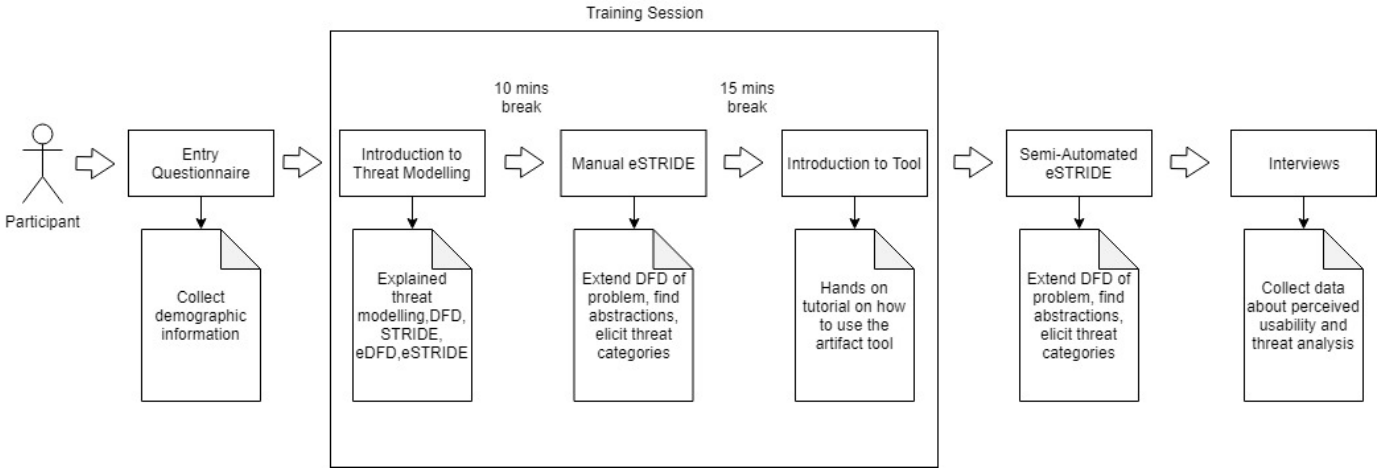 Training Session
10 mins
break
15 mins
break
Participant
Entry
Questionnaire
Introduction to
Threat Modelling
Manual eSTRIDE
Introduction to Tool
Semi-Automated
eSTRIDE
Interviews
Collect
demographic
information
Explained
threat
modelling,DFD,
STRIDE,
eDFD,eSTRIDE
Extend DFD of
problem, find
abstractions,
elicit threat
categories
Hands on
tutorial on how
to use the
artifact tool
Extend DFD of
problem, find
abstractions,
elicit threat
categories
Collect data
about perceived
usability and
threat analysis